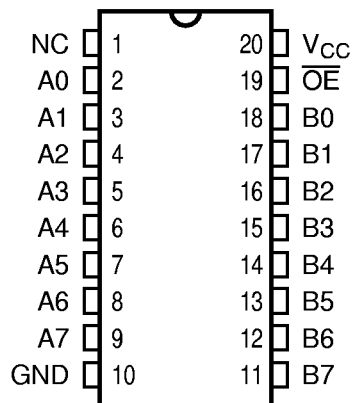 NC 1 20 VCC
A0 2 19 O̅E̅
A1 3 18 B0
A2 4 17 B1
A3 5 16 B2
A4 6 15 B3
A5 7 14 B4
A6 8 13 B5
A7 9 12 B6
GND 10 11 B7